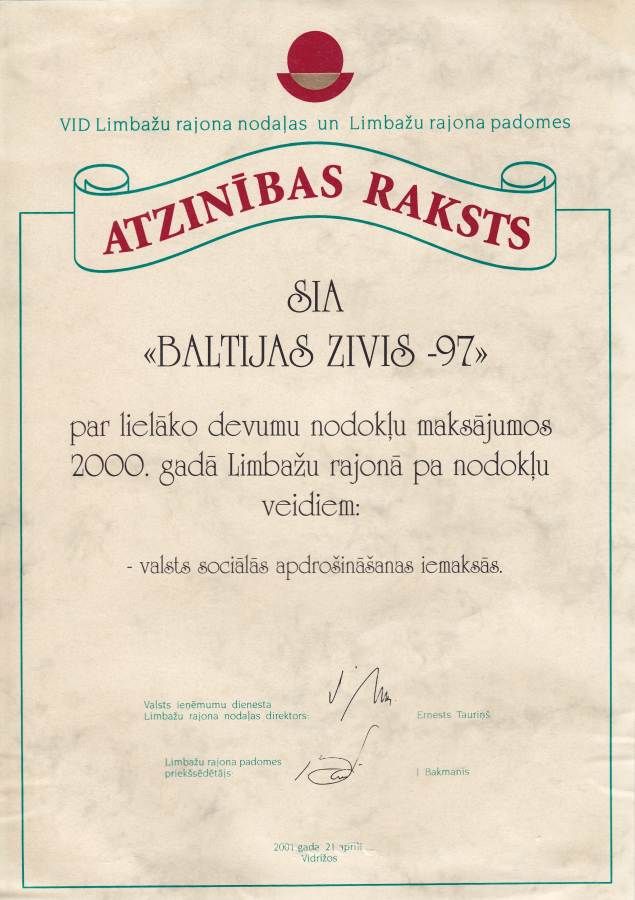 VID Limbažu rajona nodaļas un Limbažu rajona padomes
ATZINĪBAS RAKSTS
SIA
«BALTIJAS ZIVIS -97»
par lielāko devumu nodokļu maksājumos
2000. gadā Limbažu rajonā pa nodokļu
veidiem:
- valsts sociālās apdrošināšanas iemaksās.
Valsts ieņēmumu dienesta
Limbažu rajona nodaļas direktors:
Ernests Tauriņš
Limbažu rajona padomes
priekšsēdētājs
I Bakmanis
2001 gada 21 aprīlī
Vidrižos